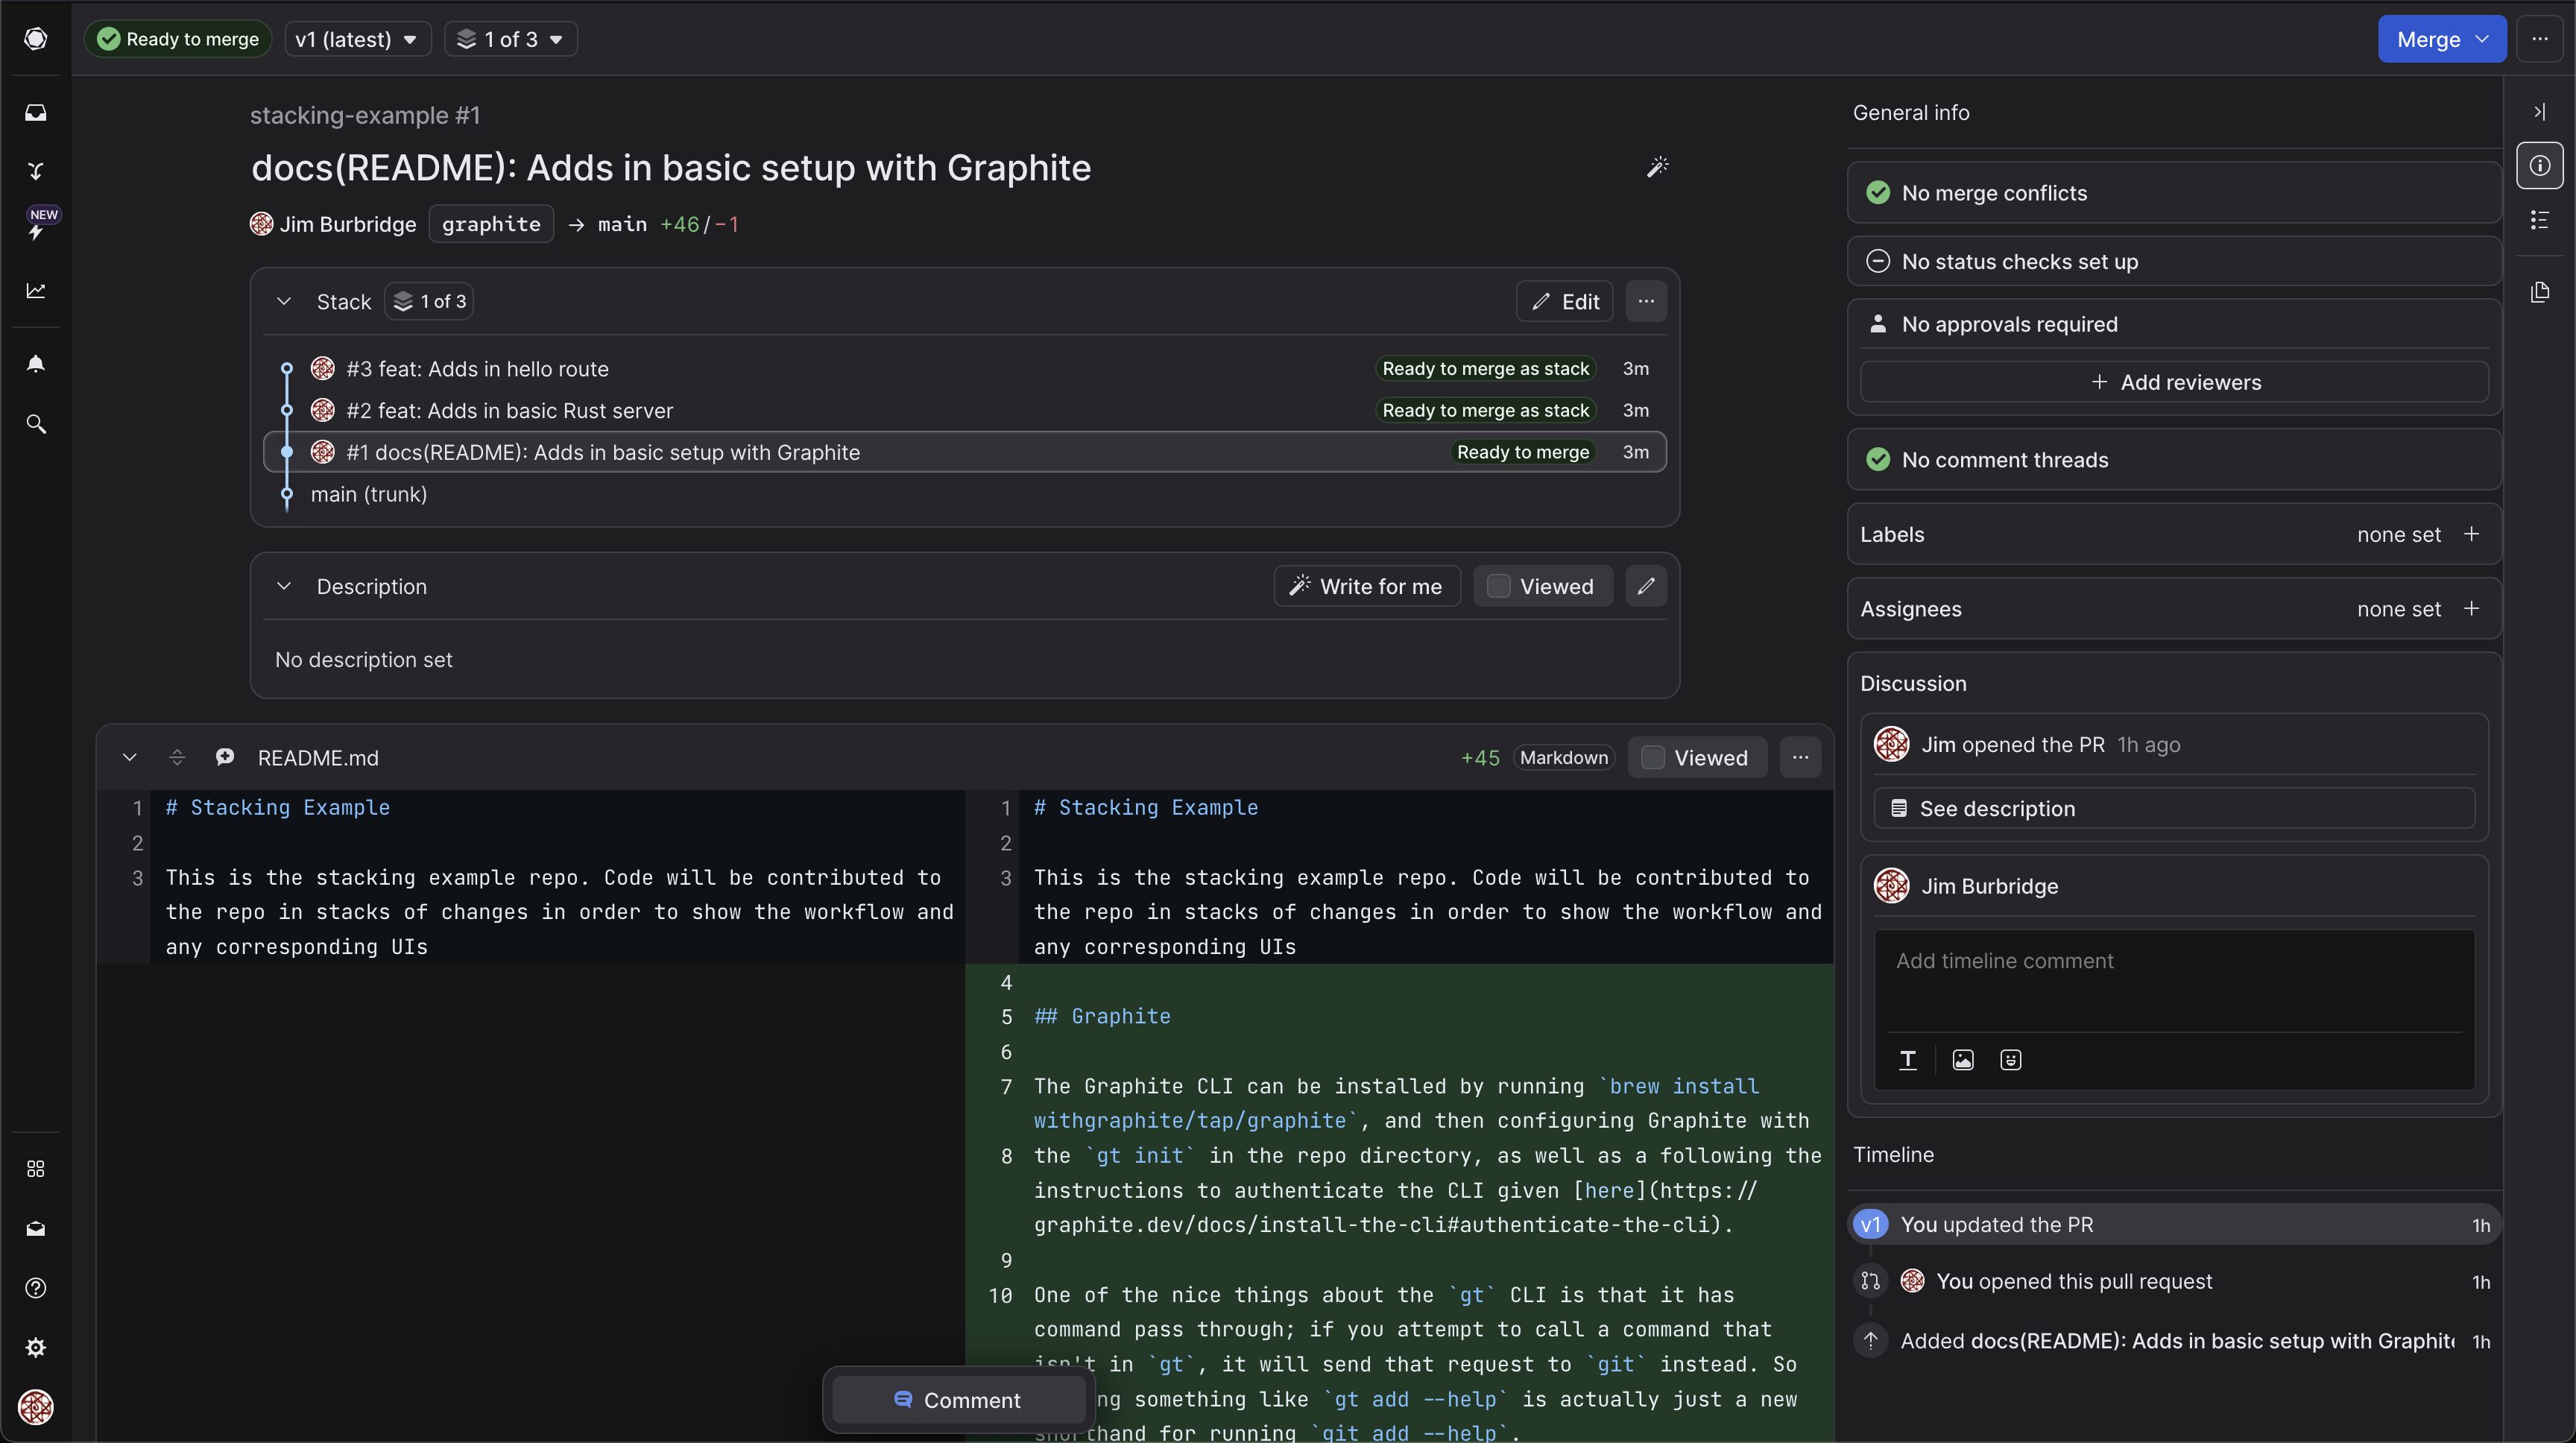 Ready to merge
v1 (latest)
1 of 3
Merge
NEW
stacking-example #1
docs(README): Adds in basic setup with Graphite
Jim Burbridge graphite → main +46/−1
Stack 1 of 3
Edit
#3 feat: Adds in hello route Ready to merge as stack 3m
#2 feat: Adds in basic Rust server Ready to merge as stack 3m
#1 docs(README): Adds in basic setup with Graphite Ready to merge 3m
main (trunk)
Description
Write for me
Viewed
No description set
README.md
+45 Markdown Viewed
1 # Stacking Example
2
3 This is the stacking example repo. Code will be contributed to
the repo in stacks of changes in order to show the workflow and
any corresponding UIs
1 # Stacking Example
2
3 This is the stacking example repo. Code will be contributed to
the repo in stacks of changes in order to show the workflow and
any corresponding UIs
4
5 ## Graphite
6
7 The Graphite CLI can be installed by running `brew install
withgraphite/tap/graphite`, and then configuring Graphite with
8 the `gt init` in the repo directory, as well as a following the
instructions to authenticate the CLI given [here](https://
graphite.dev/docs/install-the-cli#authenticate-the-cli).
9
10 One of the nice things about the `gt` CLI is that it has
command pass through; if you attempt to call a command that
isn't in `gt`, it will send that request to `git` instead. So
ng something like `gt add --help` is actually just a new
shorthand for running `git add --help`.
Comment
General info
No merge conflicts
No status checks set up
No approvals required
+ Add reviewers
No comment threads
Labels none set +
Assignees none set +
Discussion
Jim opened the PR 1h ago
See description
Jim Burbridge
Add timeline comment
Timeline
v1 You updated the PR 1h
You opened this pull request 1h
Added docs(README): Adds in basic setup with Graphite 1h